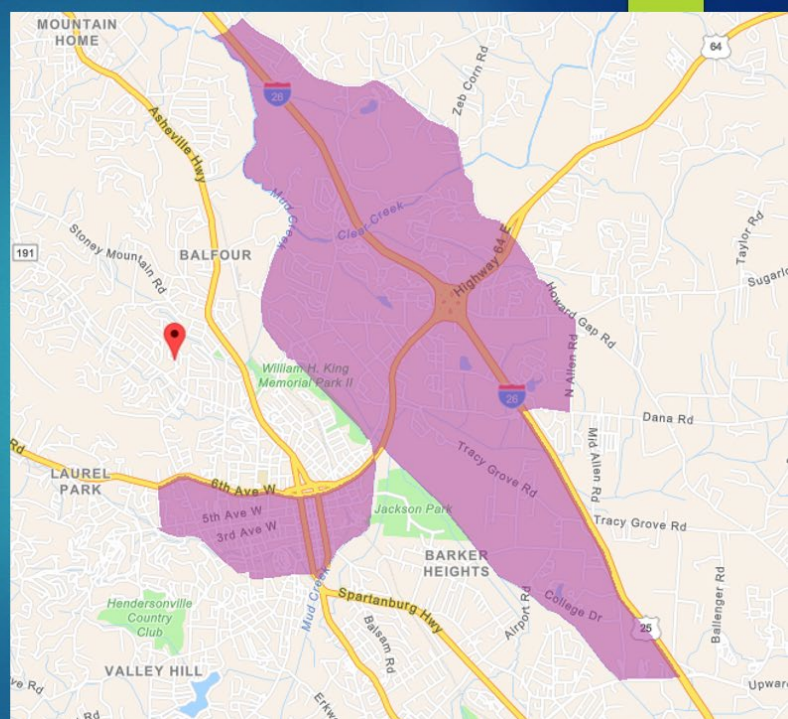 MOUNTAIN
HOME
64
Zeb Corn Rd
26
Asheville Hwy
Mud Creek
Clear Creek
Taylor Rd
Stoney Mountain Rd
191
BALFOUR
Highway 64 E
Howard Gap Rd
William H. King
Memorial Park II
N Allen Rd
26
Dana Rd
Mid Allen Rd
Rd
LAUREL
PARK
6th Ave W
5th Ave W
3rd Ave W
Tracy Grove Rd
Tracy Grove Rd
Jackson Park
BARKER
HEIGHTS
Mud Creek
Spartanburg Hwy
Balsam Rd
Airport Rd
College Dr
Ballenger Rd
25
Hendersonville
Country
Club
VALLEY HILL
Rd
Rd